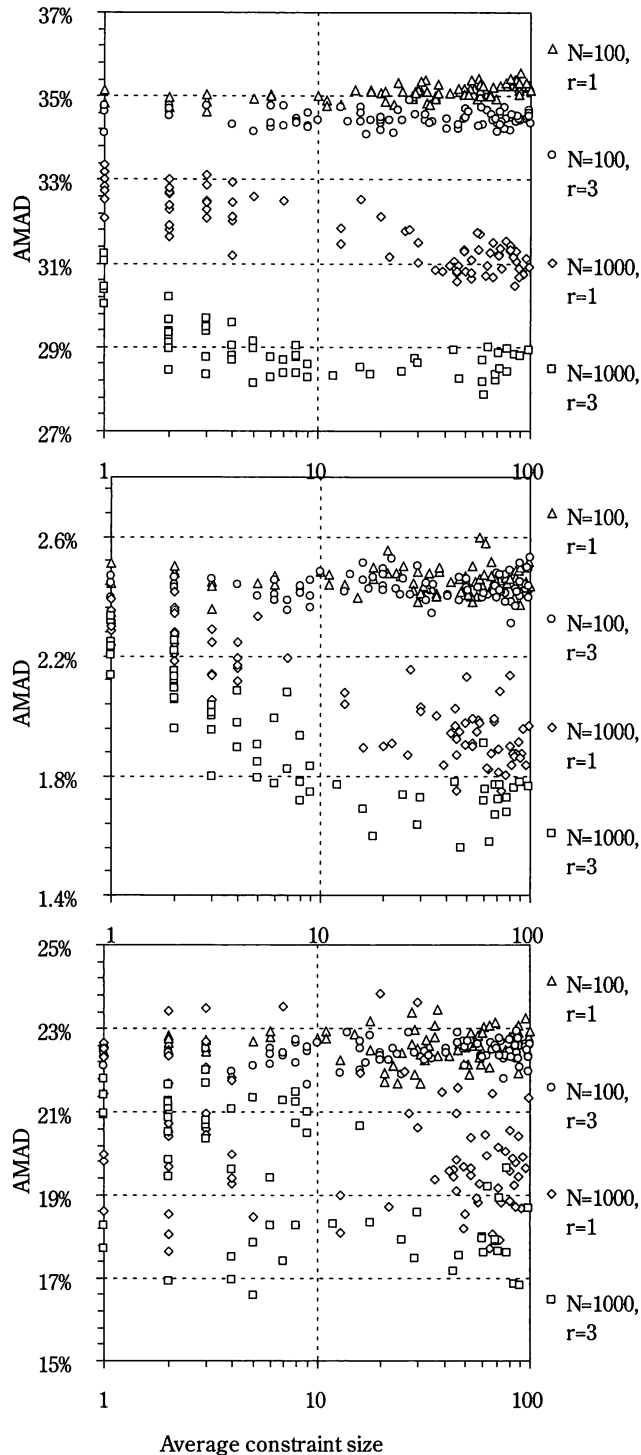 37%
35%
33%
31%
29%
27%
AMAD
1
10
100
N=100,
r=1
N=100,
r=3
N=1000,
r=1
N=1000,
r=3
2.6%
2.2%
1.8%
1.4%
AMAD
1
10
100
N=100,
r=1
N=100,
r=3
N=1000,
r=1
N=1000,
r=3
25%
23%
21%
19%
17%
15%
AMAD
1
10
100
N=100,
r=1
N=100,
r=3
N=1000,
r=1
N=1000,
r=3
Average constraint size